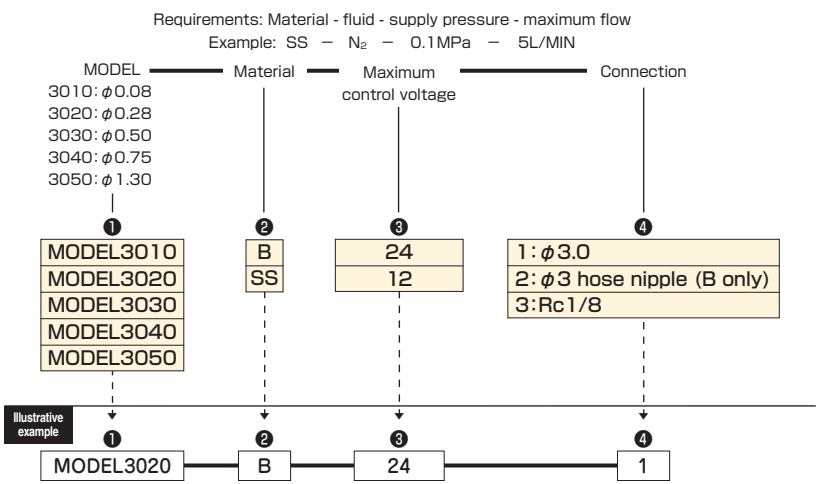 Requirements: Material - fluid - supply pressure - maximum flow
Example: SS － N₂ － 0.1MPa － 5L/MIN
MODEL Material Maximum control voltage Connection
3010:φ0.08
3020:φ0.28
3030:φ0.50
3040:φ0.75
3050:φ1.30
❶ ❷ ❸ ❹
MODEL3010 B 24 1:φ3.0
MODEL3020 SS 12 2:φ3 hose nipple (B only)
MODEL3030 3:Rc1/8
MODEL3040
MODEL3050
Illustrative
example
❶ ❷ ❸ ❹
MODEL3020 B 24 1